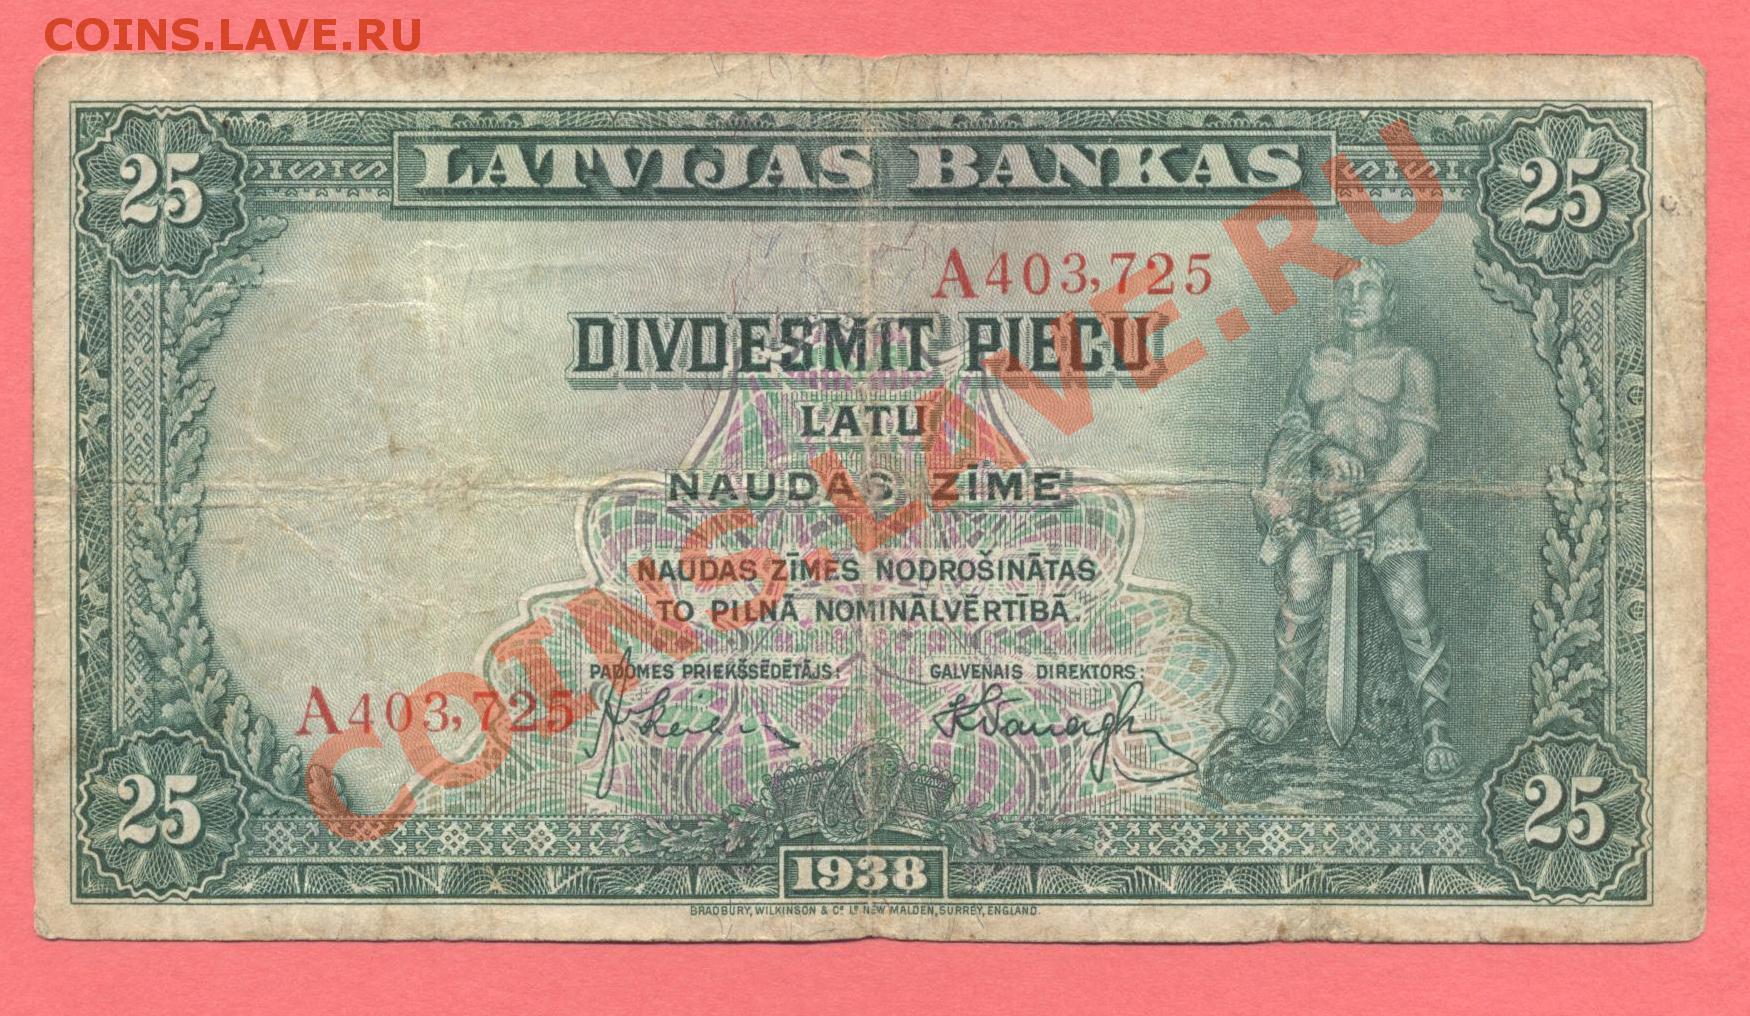 COINS.LAVE.RU
25 25
LATVIJAS BANKAS
A403,725
DIVDESMIT PIECU
LATU
NAUDAS ZĪME
NAUDAS ZĪMES NODROŠINĀTAS
TO PILNĀ NOMINĀLVĒRTĪBĀ.
PADOMES PRIEKŠSĒDĒTĀJS: GALVENAIS DIREKTORS:
A403,725
25 25
1938
BRADBURY, WILKINSON & Cº Lº NEW MALDEN, SURREY, ENGLAND.
COINS.LAVE.RU